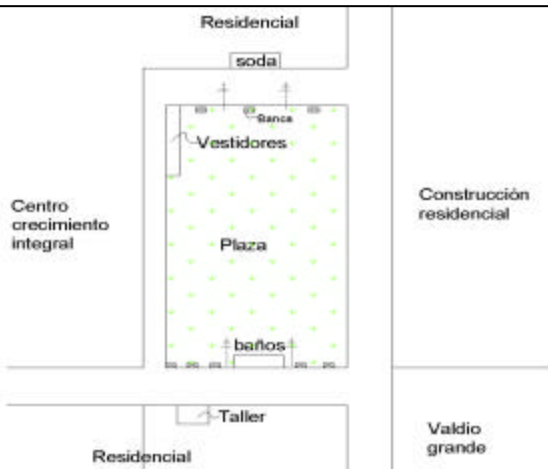 Residencial
soda
Banca
Vestidores
Centro
crecimiento
integral
Construcción
residencial
Plaza
baños
Taller
Valdio
grande
Residencial